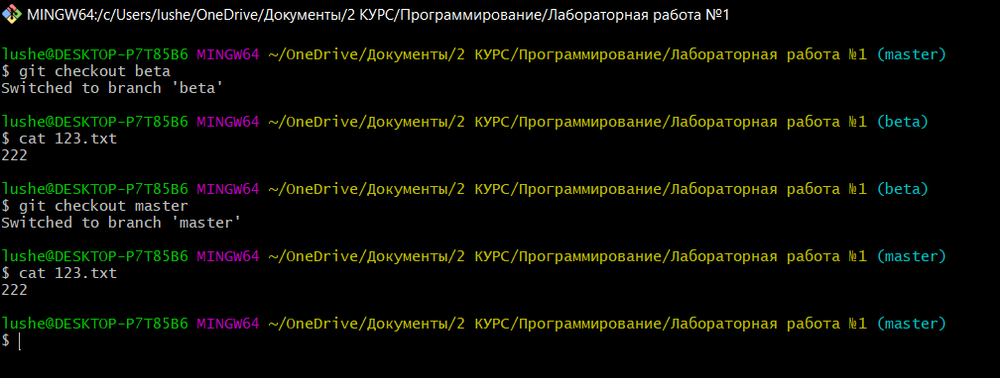 MINGW64:/c/Users/lushe/OneDrive/Документы/2 КУРС/Программирование/Лабораторная работа №1
lushe@DESKTOP-P7T85B6 MINGW64 ~/OneDrive/Документы/2 КУРС/Программирование/Лабораторная работа №1 (master)
$ git checkout beta
Switched to branch 'beta'
lushe@DESKTOP-P7T85B6 MINGW64 ~/OneDrive/Документы/2 КУРС/Программирование/Лабораторная работа №1 (beta)
$ cat 123.txt
222
lushe@DESKTOP-P7T85B6 MINGW64 ~/OneDrive/Документы/2 КУРС/Программирование/Лабораторная работа №1 (beta)
$ git checkout master
Switched to branch 'master'
lushe@DESKTOP-P7T85B6 MINGW64 ~/OneDrive/Документы/2 КУРС/Программирование/Лабораторная работа №1 (master)
$ cat 123.txt
222
lushe@DESKTOP-P7T85B6 MINGW64 ~/OneDrive/Документы/2 КУРС/Программирование/Лабораторная работа №1 (master)
$